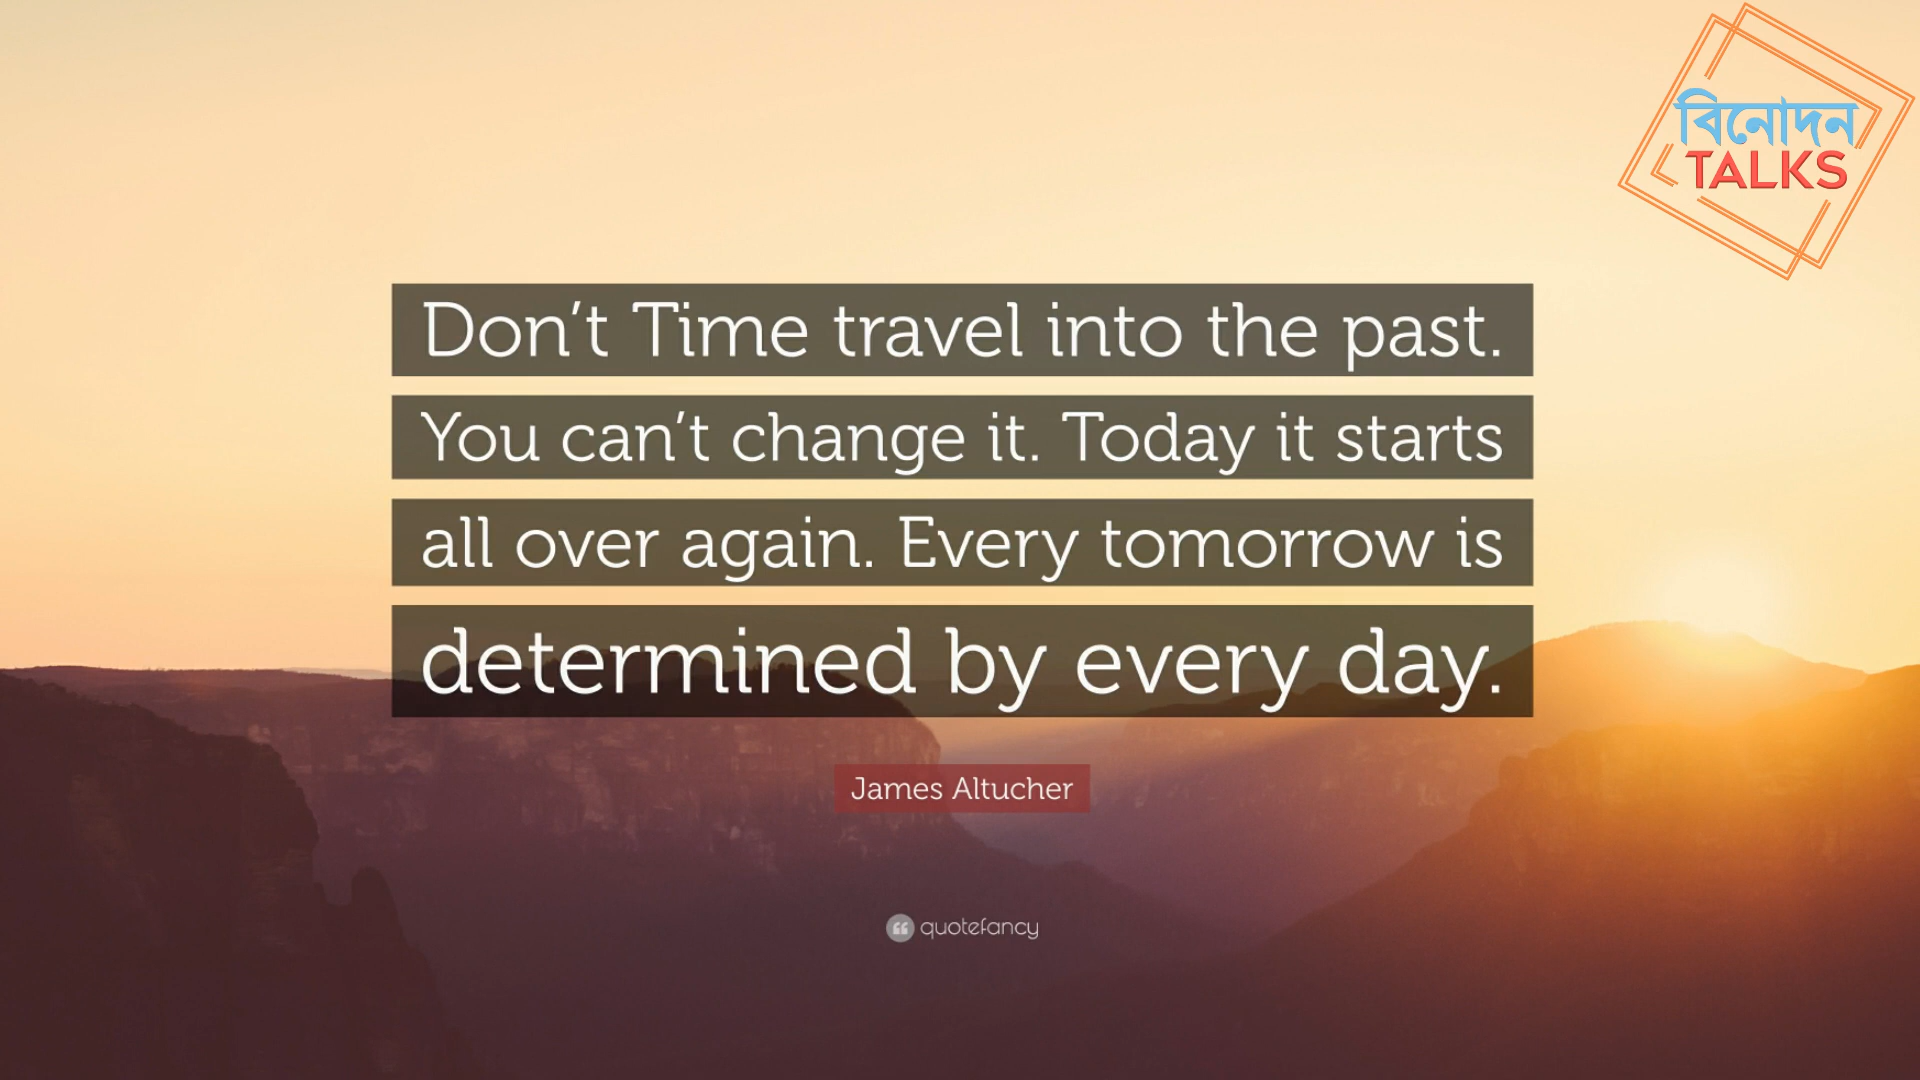 বিনোদন
TALKS
Don’t Time travel into the past.
You can’t change it. Today it starts
all over again. Every tomorrow is
determined by every day.
James Altucher
quotefancy